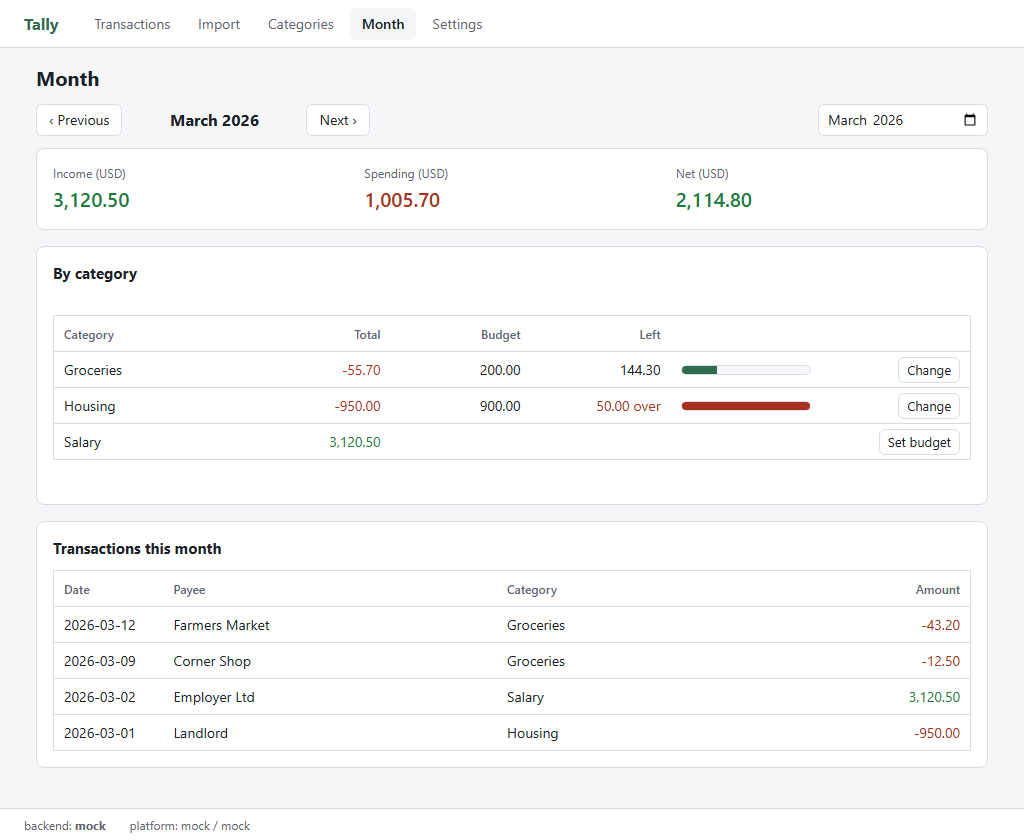 Tally Transactions Import Categories Month Settings
Month
‹ Previous March 2026 Next › March 2026
Income (USD) Spending (USD) Net (USD)
3,120.50 1,005.70 2,114.80
By category
Category Total Budget Left
Groceries -55.70 200.00 144.30 Change
Housing -950.00 900.00 50.00 over Change
Salary 3,120.50 Set budget
Transactions this month
Date Payee Category Amount
2026-03-12 Farmers Market Groceries -43.20
2026-03-09 Corner Shop Groceries -12.50
2026-03-02 Employer Ltd Salary 3,120.50
2026-03-01 Landlord Housing -950.00
backend: mock platform: mock / mock